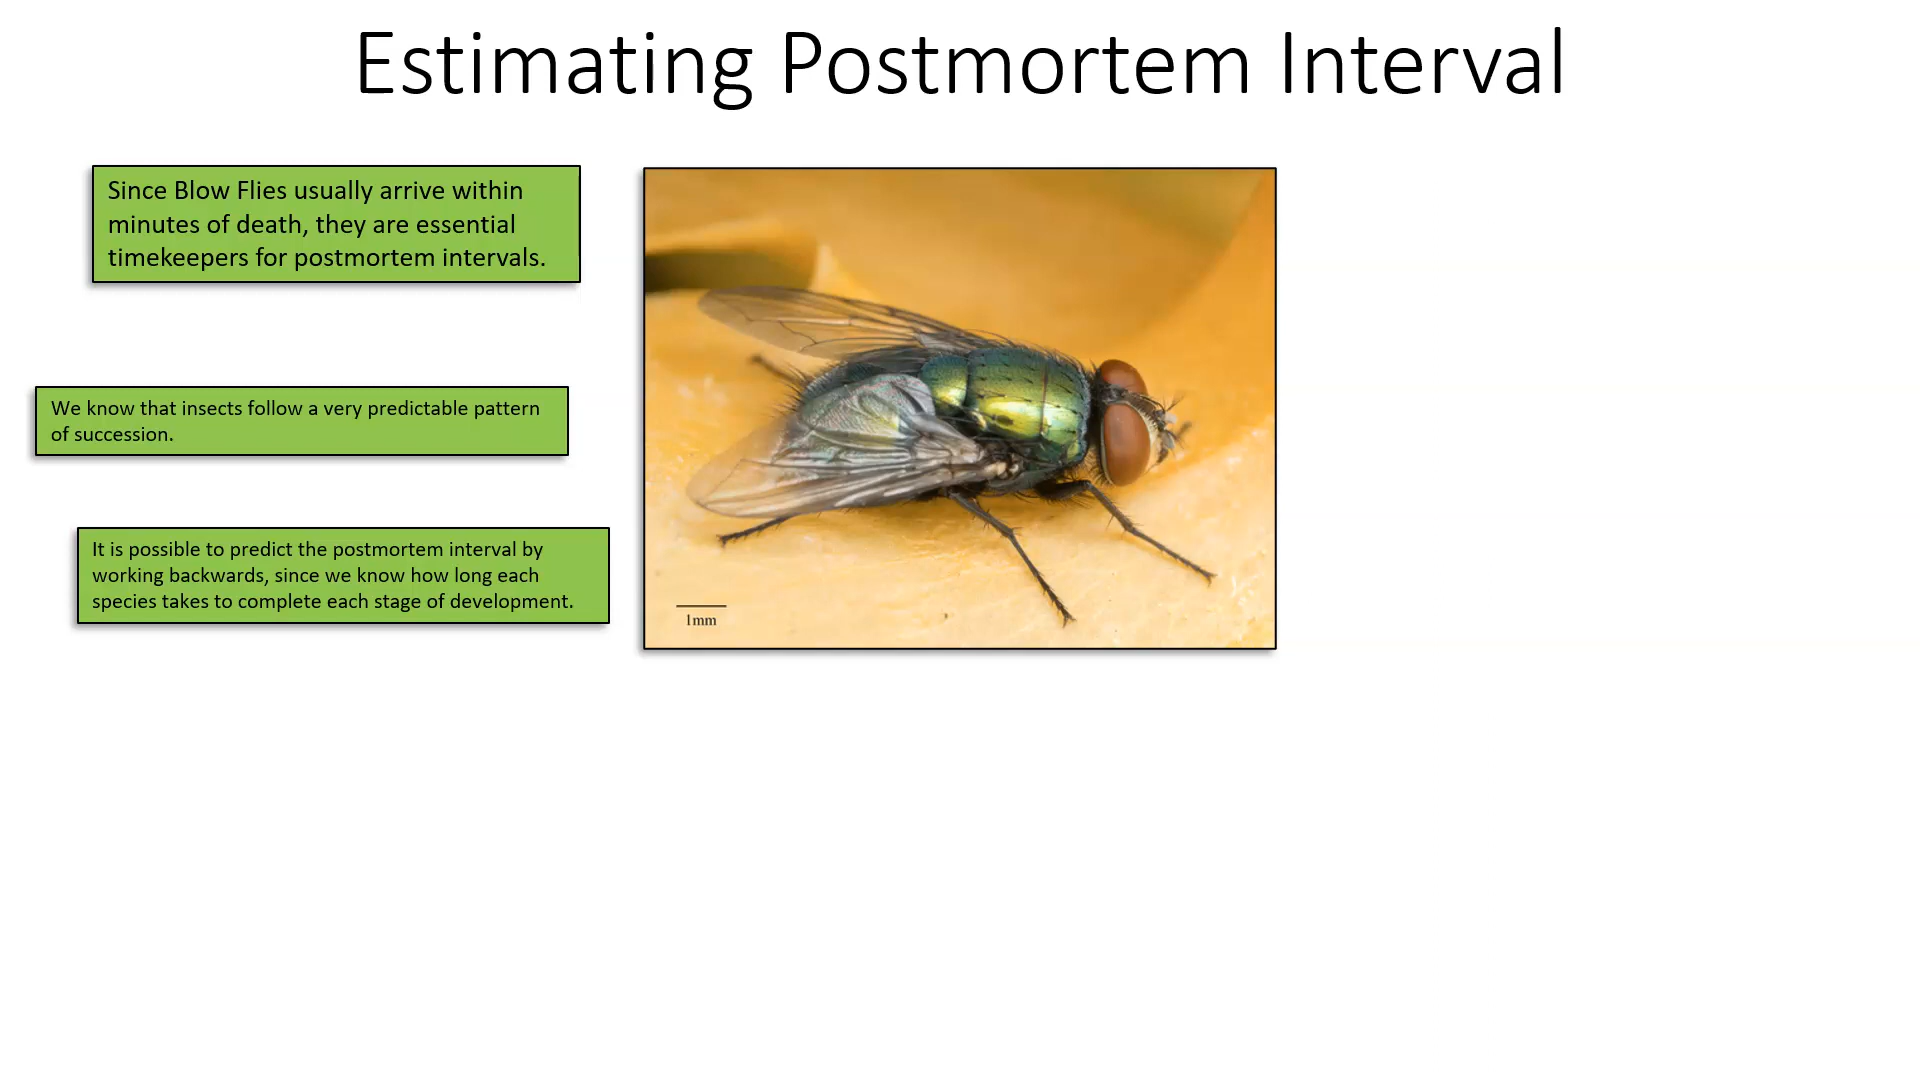 Estimating Postmortem Interval
Since Blow Flies usually arrive within
minutes of death, they are essential
timekeepers for postmortem intervals.
We know that insects follow a very predictable pattern
of succession.
It is possible to predict the postmortem interval by
working backwards, since we know how long each
species takes to complete each stage of development.
1mm